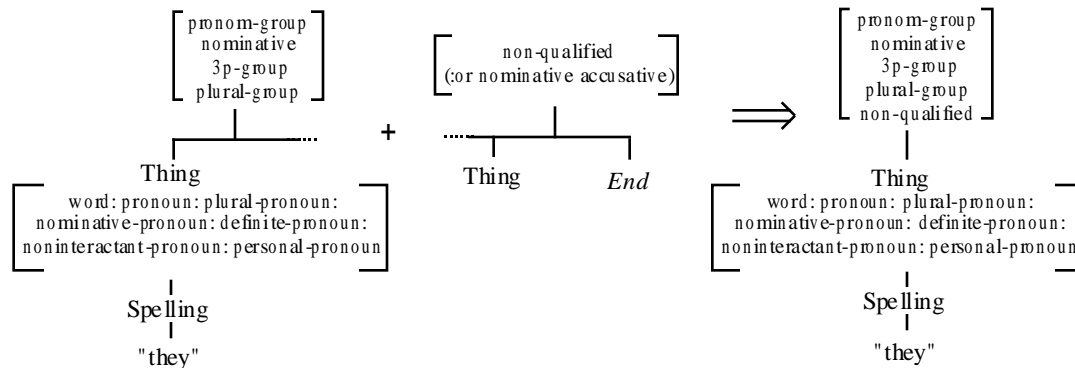 pronom-group
nominative
3p-group
plural-group
Thing
word: pronoun: plural-pronoun:
nominative-pronoun: definite-pronoun:
noninteractant-pronoun: personal-pronoun
Spelling
"they"
+
non-qualified
(:or nominative accusative)
Thing
End
pronom-group
nominative
3p-group
plural-group
non-qualified
Thing
word: pronoun: plural-pronoun:
nominative-pronoun: definite-pronoun:
noninteractant-pronoun: personal-pronoun
Spelling
"they"